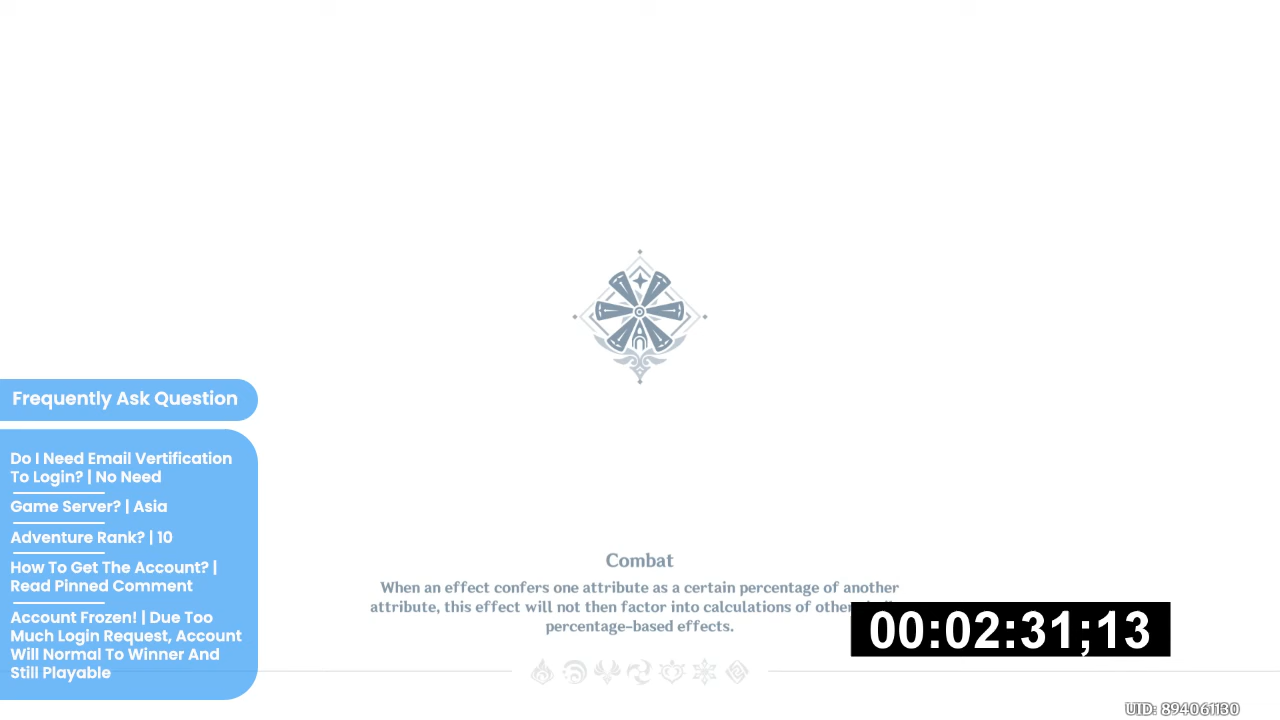 Frequently Ask Question
Do I Need Email Vertification
To Login? | No Need
Game Server? | Asia
Adventure Rank? | 10
How To Get The Account? |
Read Pinned Comment
Account Frozen! | Due Too
Much Login Request, Account
Will Normal To Winner And
Still Playable
Combat
When an effect confers one attribute as a certain percentage of another
attribute, this effect will not then factor into calculations of other
percentage-based effects.
00:02:31;13
UID: 894061130